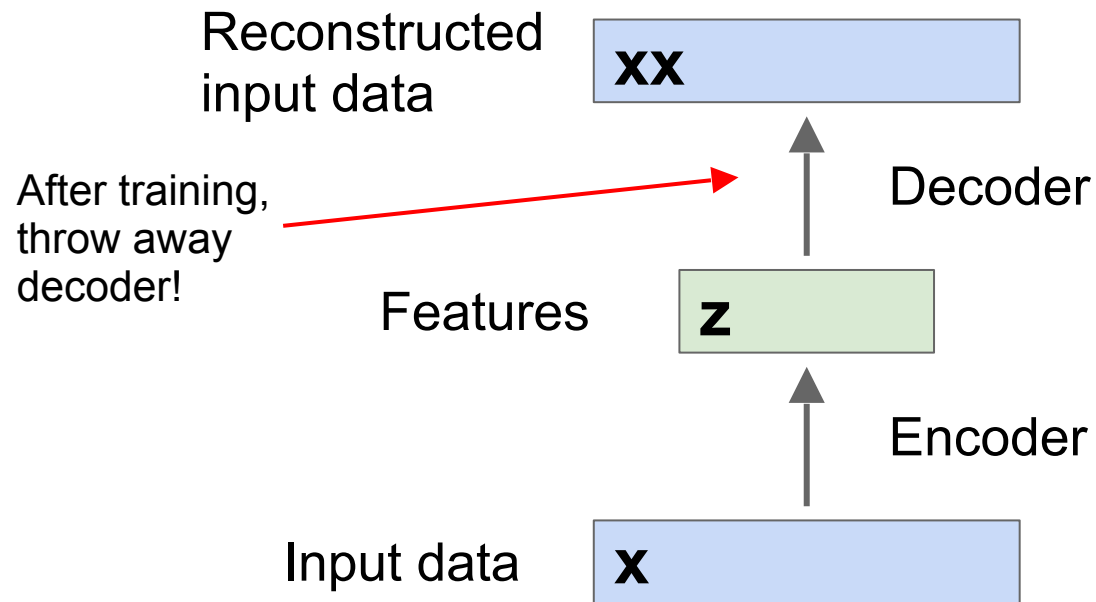 Reconstructed
input data
xx
After training,
throw away
decoder!
Decoder
Features
z
Encoder
Input data
x